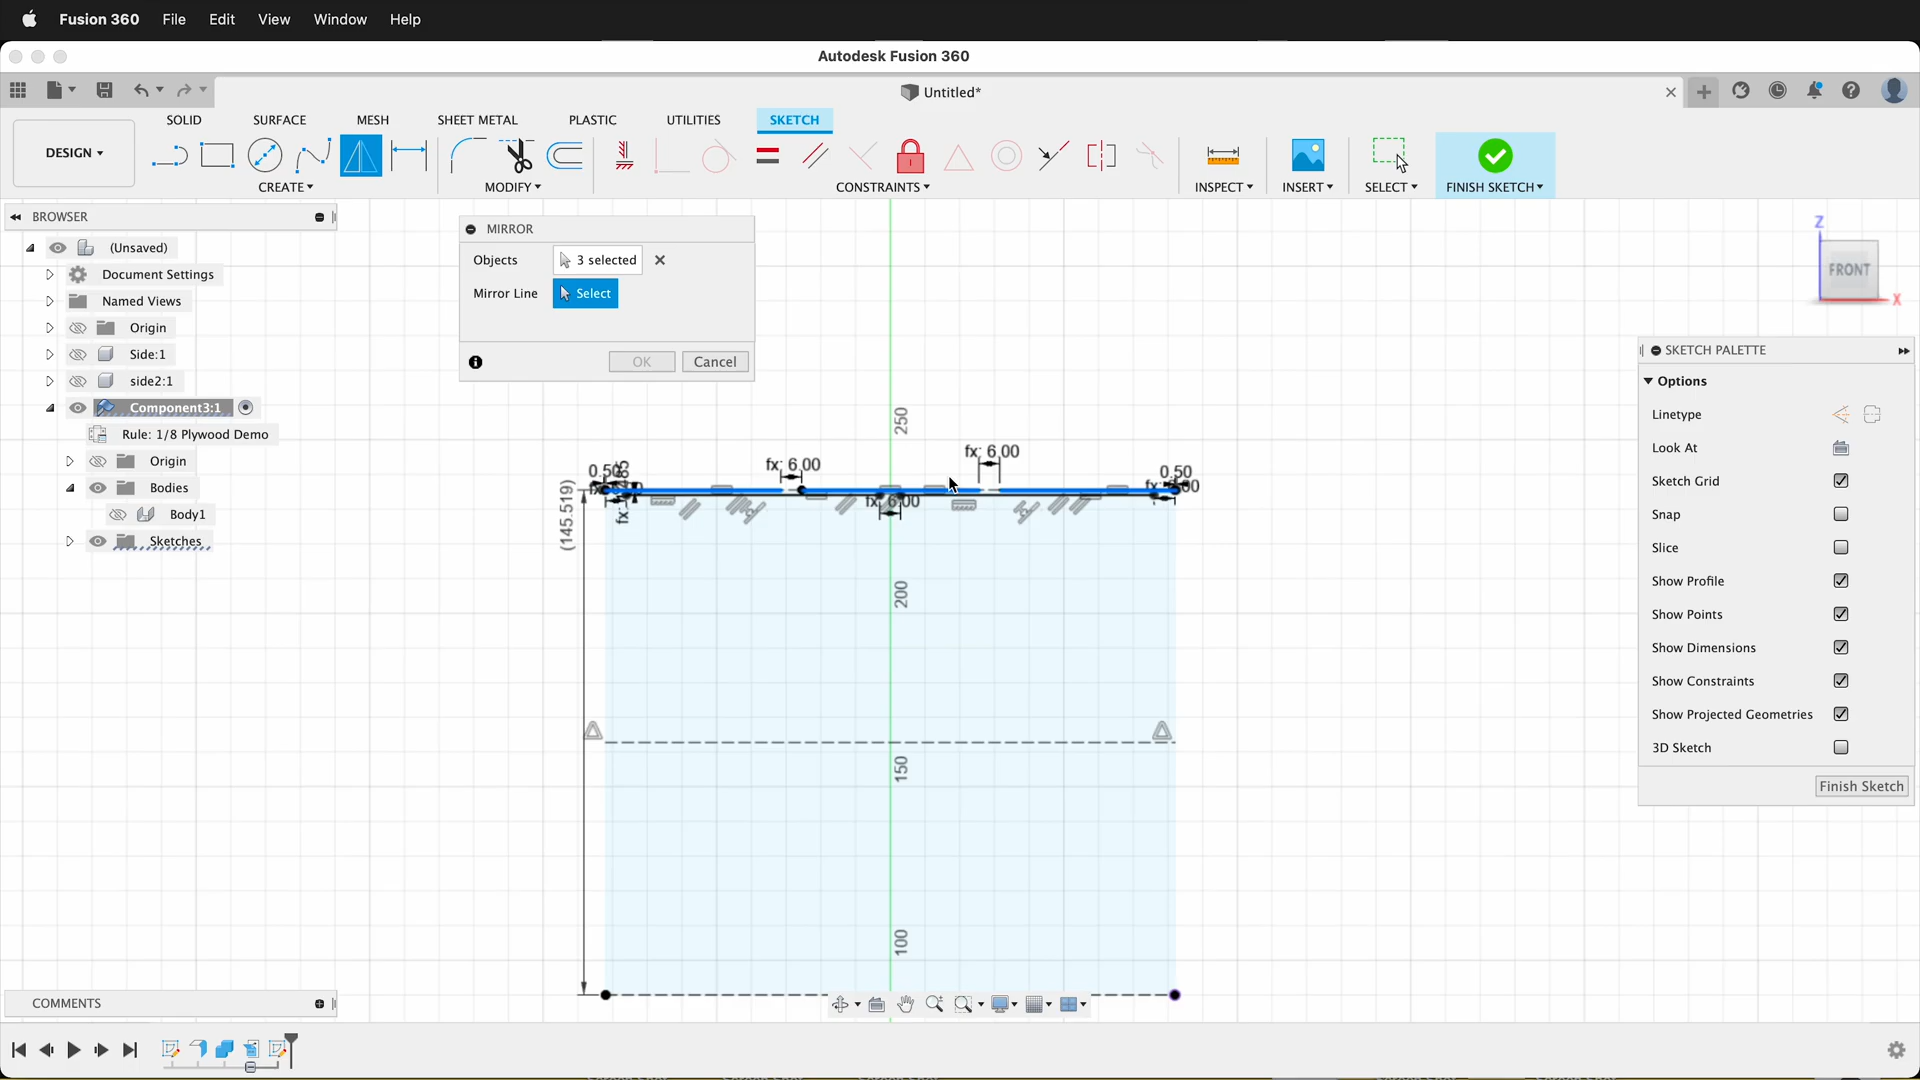 Fusion 360 File Edit View Window Help
Autodesk Fusion 360
Untitled*
SOLID SURFACE MESH SHEET METAL PLASTIC UTILITIES SKETCH
DESIGN
CREATE MODIFY CONSTRAINTS INSPECT INSERT SELECT FINISH SKETCH
BROWSER
(Unsaved)
Document Settings
Named Views
Origin
Side:1
side2:1
Component3:1
Rule: 1/8 Plywood Demo
Origin
Bodies
Body1
Sketches
MIRROR
Objects 3 selected
Mirror Line Select
OK Cancel
Z
FRONT
X
250
fx: 6.00
fx: 6.00
0.50
0.50
fx: 6.00
(145.519)
200
150
100
SKETCH PALETTE
Options
Linetype
Look At
Sketch Grid
Snap
Slice
Show Profile
Show Points
Show Dimensions
Show Constraints
Show Projected Geometries
3D Sketch
Finish Sketch
COMMENTS